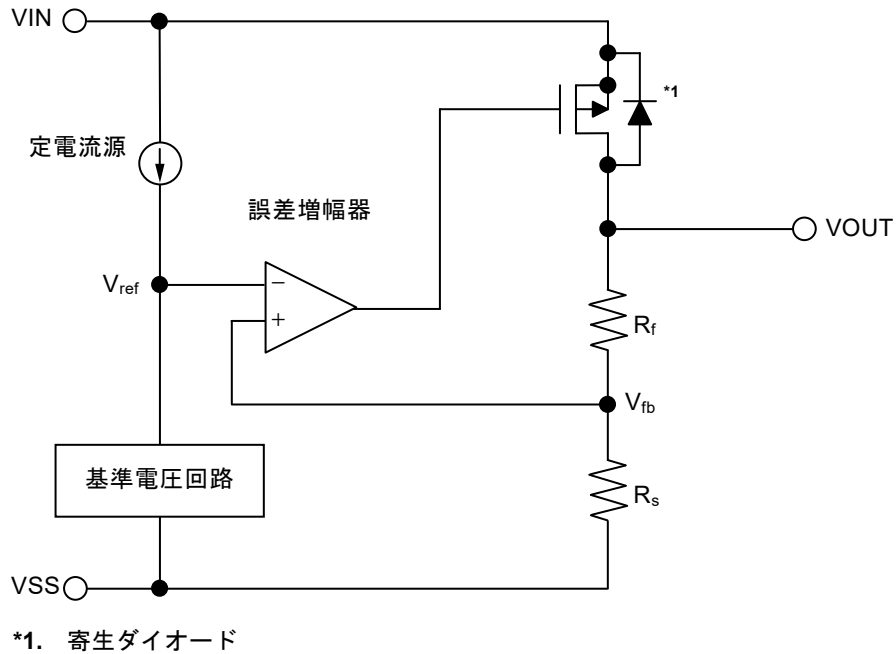 VIN
*1
定電流源
誤差増幅器
VOUT
Vref
−
+
Rf
Vfb
基準電圧回路
Rs
VSS
*1. 寄生ダイオード